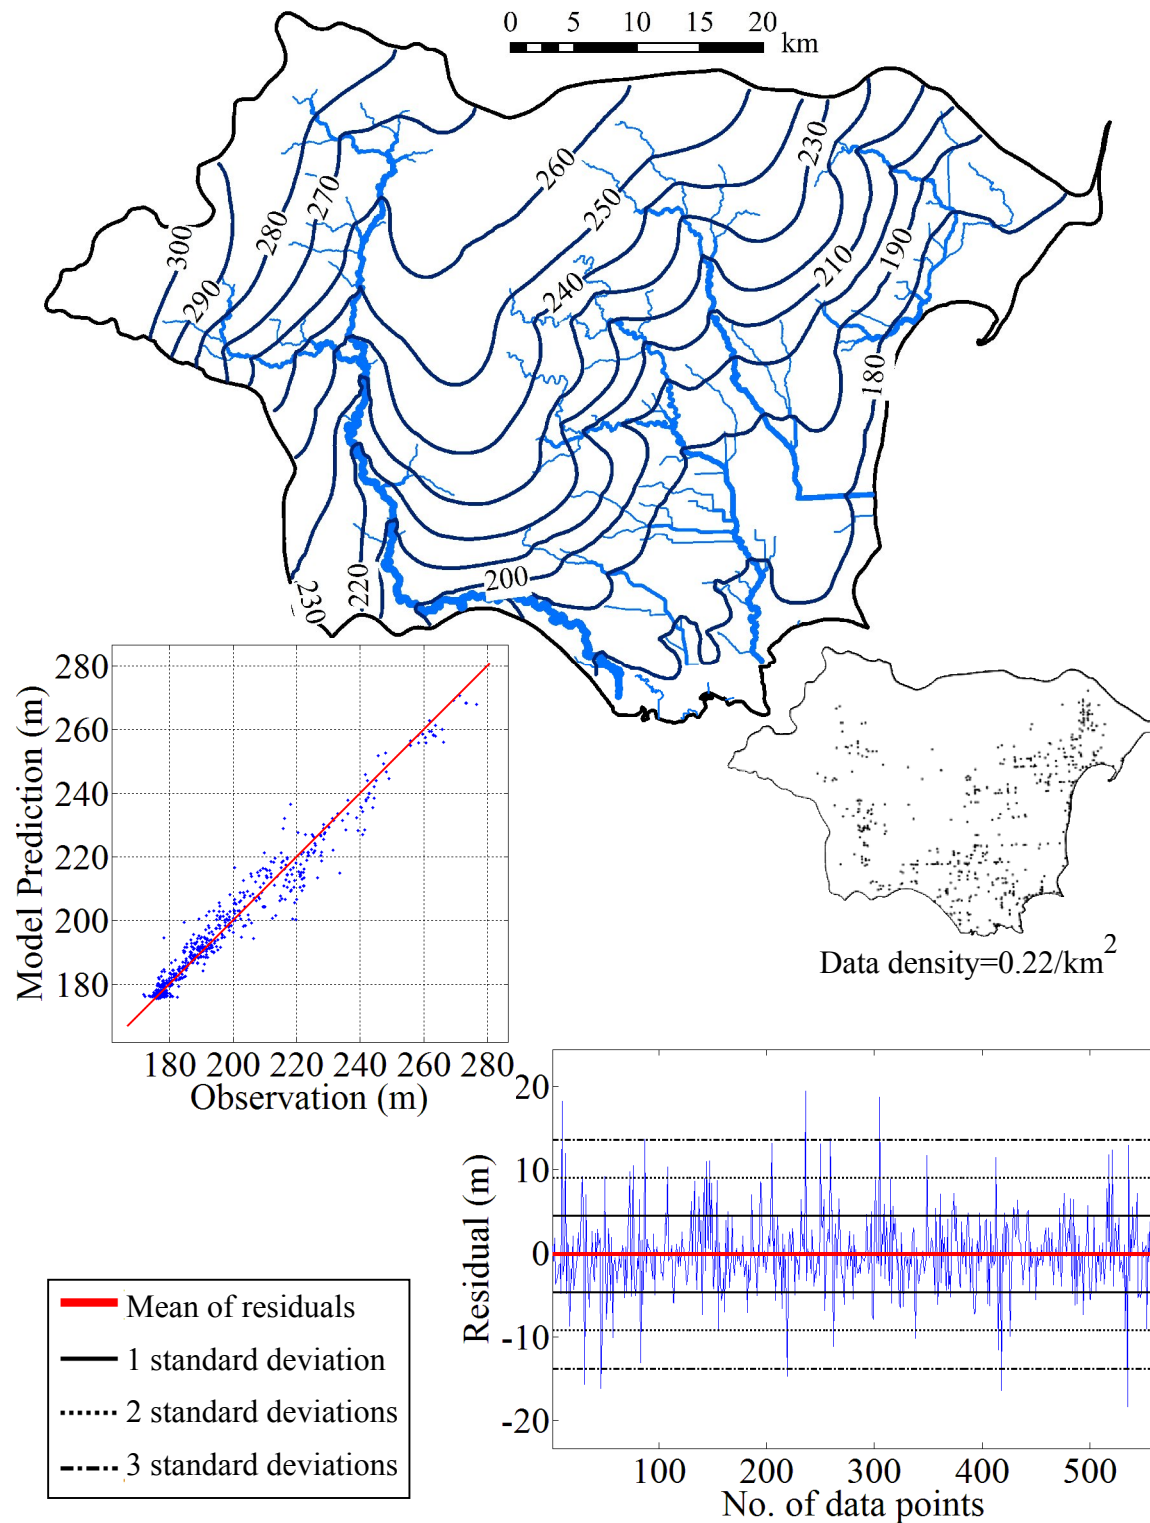 0 5 10 15 20 km
260
230
250
270
280
300
290
240
210
190
180
200
220
230
280
260
240
220
200
180
Model Prediction (m)
180 200 220 240 260 280
Observation (m)
Data density=0.22/km²
20
10
0
-10
-20
Residual (m)
100 200 300 400 500
No. of data points
Mean of residuals
1 standard deviation
2 standard deviations
3 standard deviations